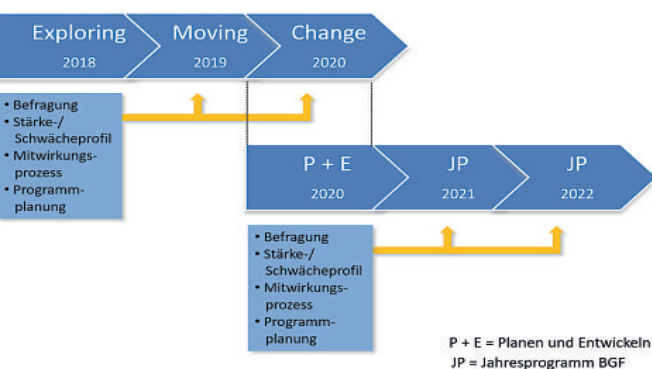 Exploring
2018
Moving
2019
Change
2020
• Befragung
• Stärke-/
Schwächeprofil
• Mitwirkungs-
prozess
• Programm-
planung
P + E
2020
JP
2021
JP
2022
• Befragung
• Stärke-/
Schwächeprofil
• Mitwirkungs-
prozess
• Programm-
planung
P + E = Planen und Entwickeln
JP = Jahresprogramm BGF